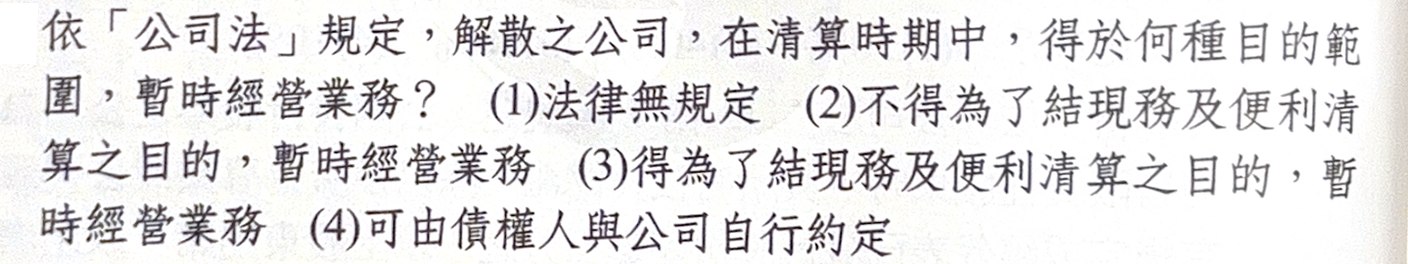 依「公司法」規定，解散之公司，在清算時期中，得於何種目的範
圍，暫時經營業務？ (1)法律無規定 (2)不得為了結現務及便利清
算之目的，暫時經營業務 (3)得為了結現務及便利清算之目的，暫
時經營業務 (4)可由債權人與公司自行約定